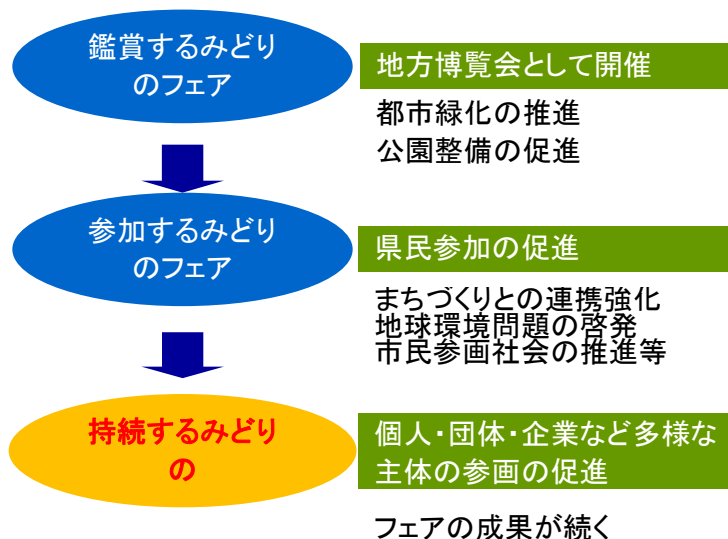 鑑賞するみどり
のフェア
地方博覧会として開催
都市緑化の推進
公園整備の促進
参加するみどり
のフェア
県民参加の促進
まちづくりとの連携強化
地球環境問題の啓発
市民参画社会の推進等
持続するみどり
の
個人・団体・企業など多様な
主体の参画の促進
フェアの成果が続く